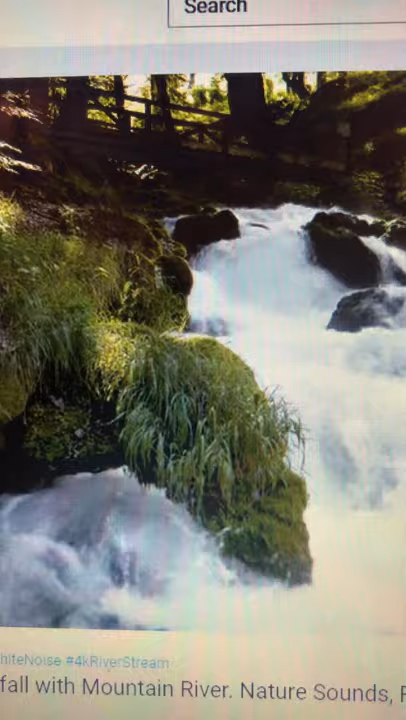 Search
hiteNoise #4kRiverStream
fall with Mountain River. Nature Sounds,